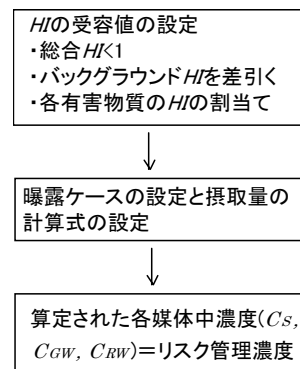 HIの受容値の設定
・総合HI<1
・バックグラウンドHIを差引く
・各有害物質のHIの割当て
曝露ケースの設定と摂取量の
計算式の設定
算定された各媒体中濃度(CS,
CGW, CRW)=リスク管理濃度